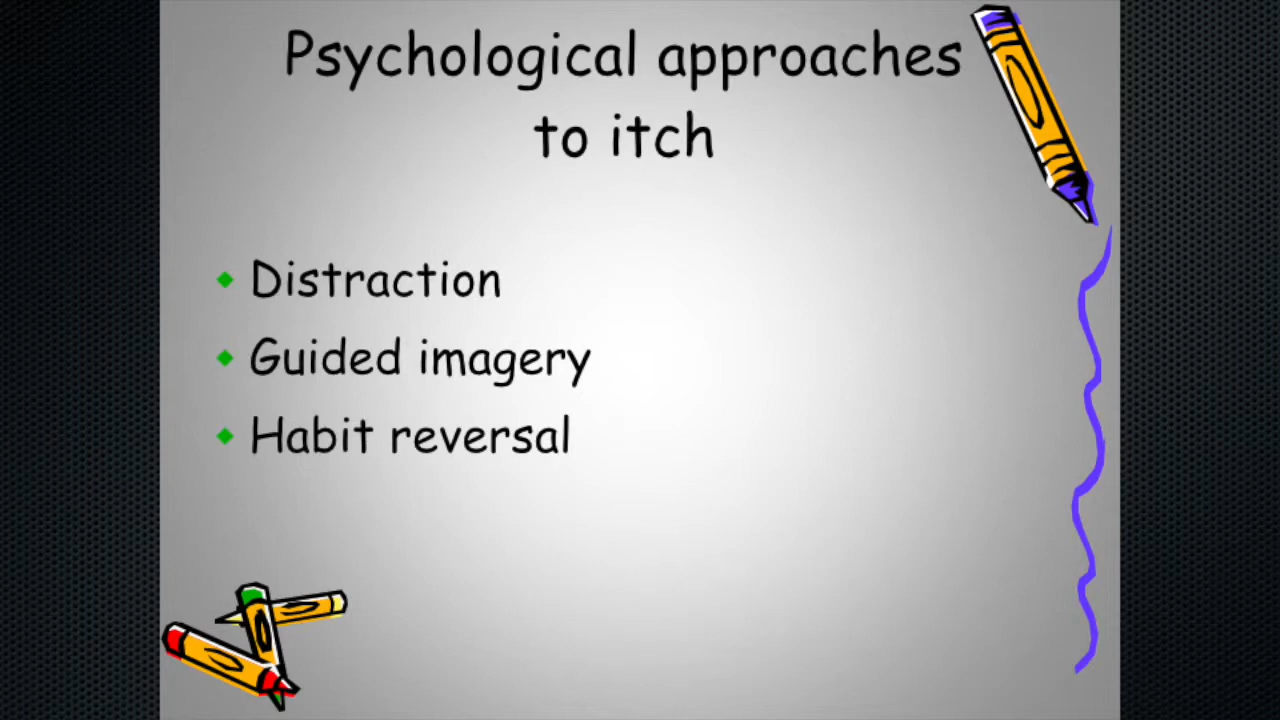 Psychological approaches
to itch
Distraction
Guided imagery
Habit reversal